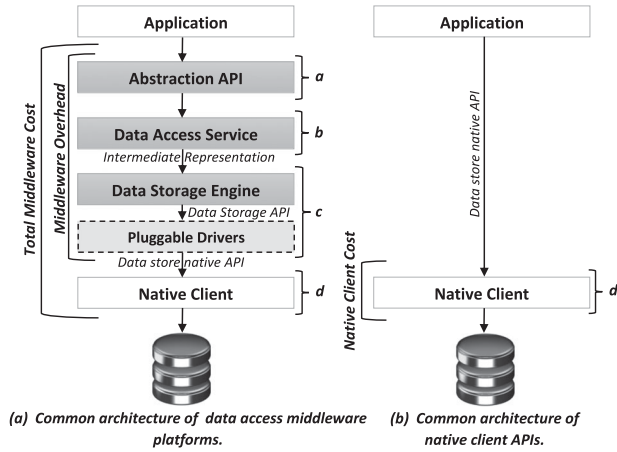 Application
Abstraction API
a
Data Access Service
b
Intermediate Representation
Data Storage Engine
Data Storage API
c
Pluggable Drivers
Data store native API
Native Client
d
Total Middleware Cost
Middleware Overhead
(a) Common architecture of data access middleware
platforms.
Application
Data store native API
Native Client Cost
Native Client
d
(b) Common architecture of
native client APIs.